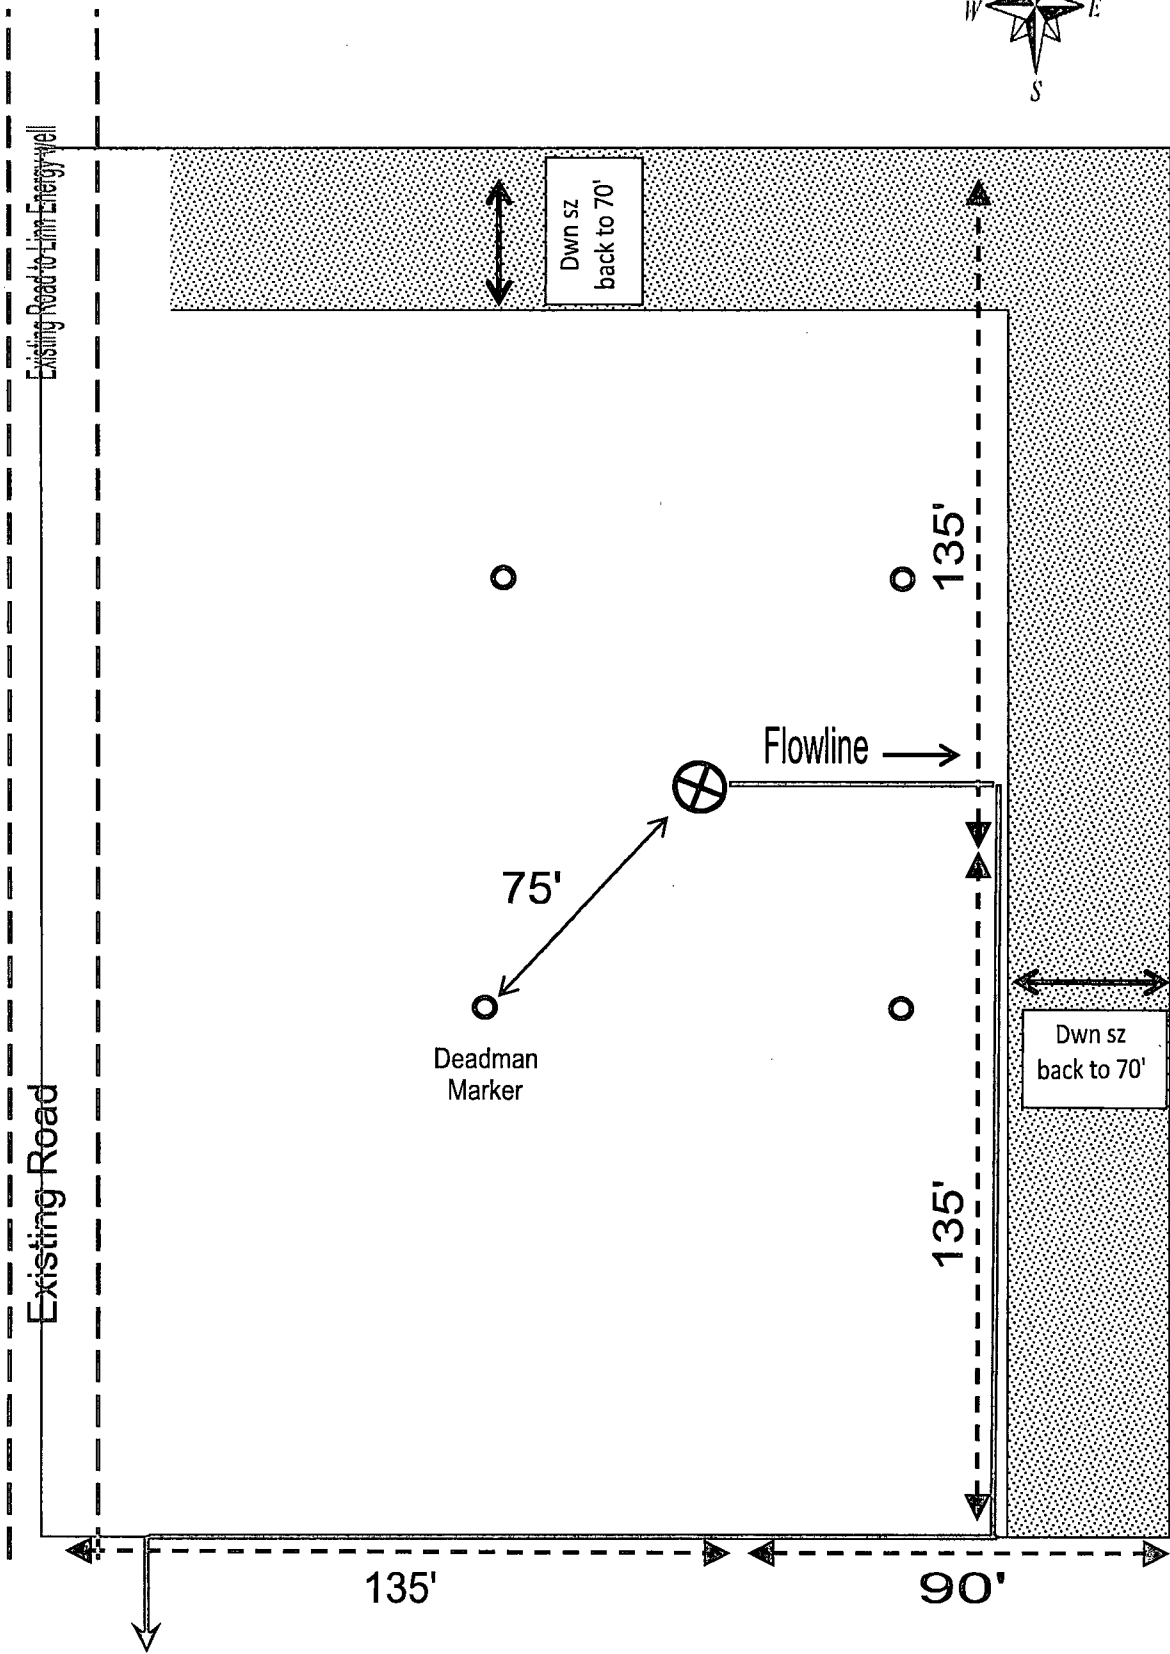 W
E
S
Existing Road to Linn Energy well
Dwn sz
back to 70'
135'
Flowline
75'
Deadman
Marker
Dwn sz
back to 70'
Existing Road
135'
135'
90'